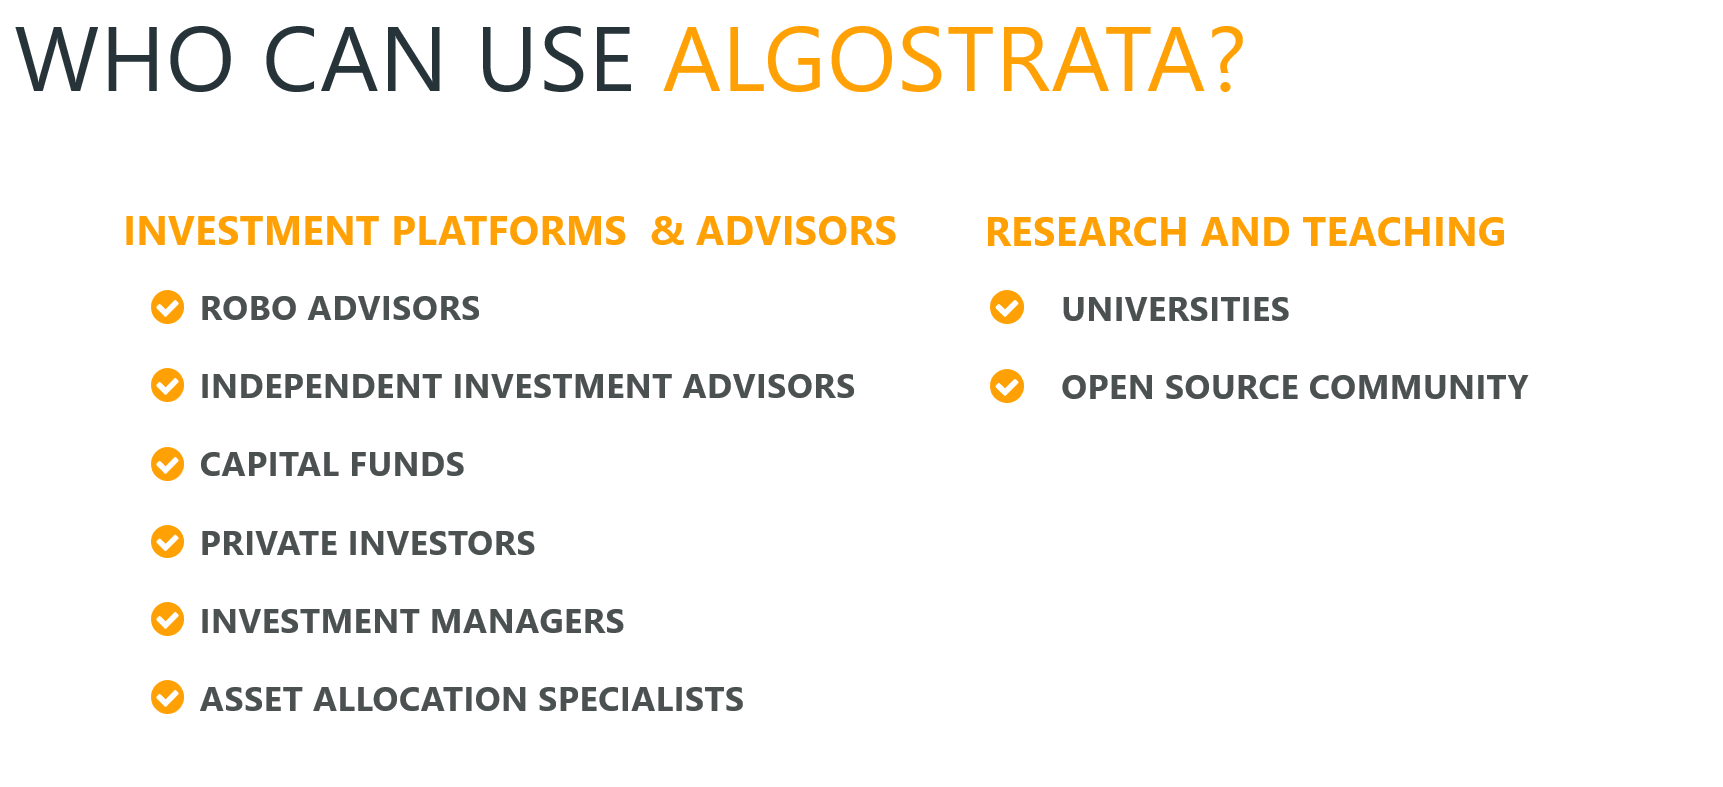 WHO CAN USE ALGOSTRATA?
INVESTMENT PLATFORMS & ADVISORS
ROBO ADVISORS
INDEPENDENT INVESTMENT ADVISORS
CAPITAL FUNDS
PRIVATE INVESTORS
INVESTMENT MANAGERS
ASSET ALLOCATION SPECIALISTS
RESEARCH AND TEACHING
UNIVERSITIES
OPEN SOURCE COMMUNITY